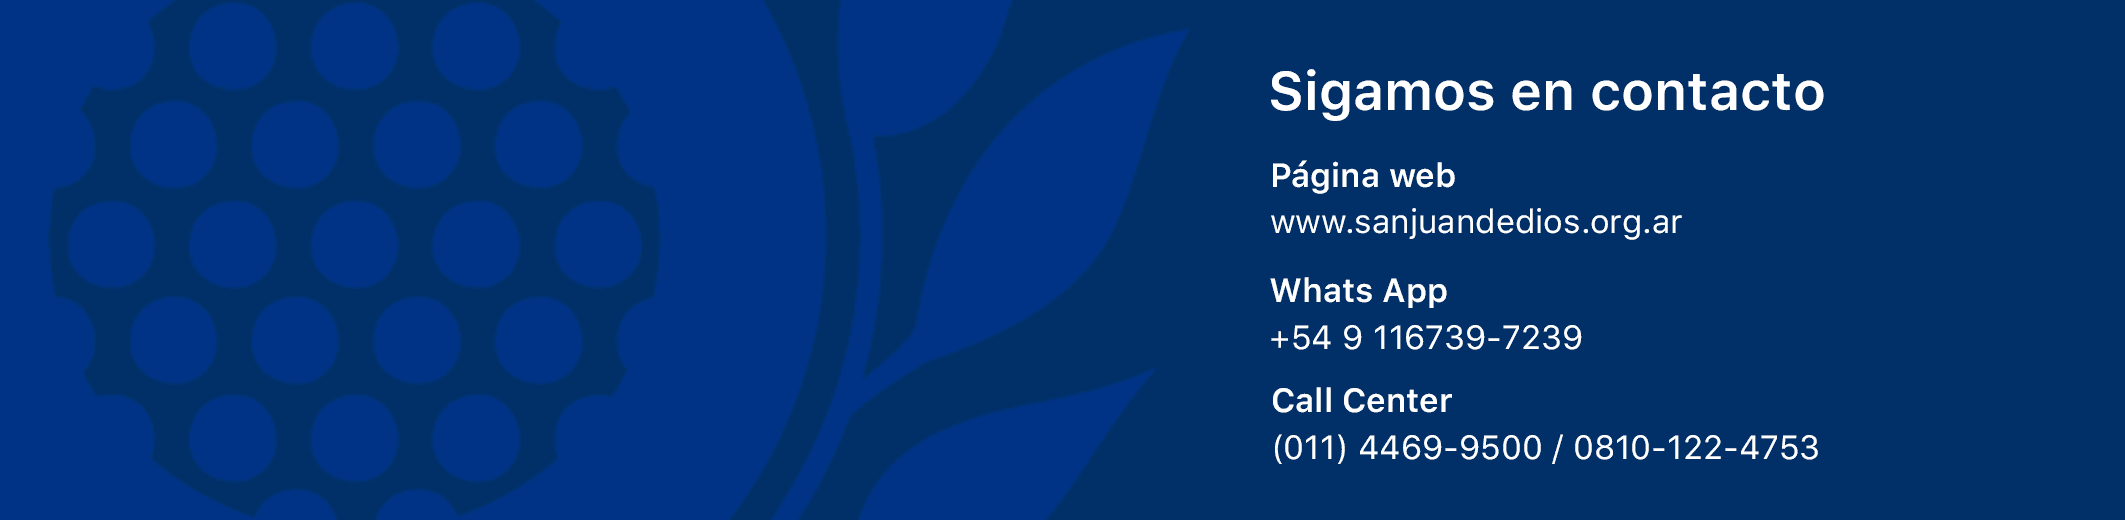 Sigamos en contacto
Página web
www.sanjuandedios.org.ar
Whats App
+54 9 116739-7239
Call Center
(011) 4469-9500 / 0810-122-4753